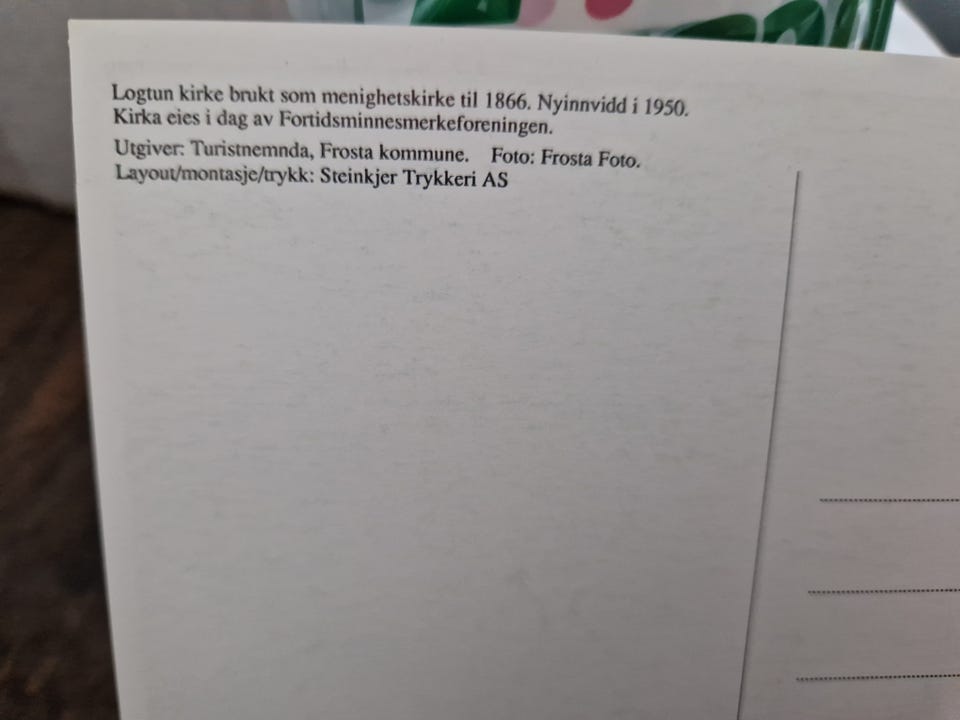 Logtun kirke brukt som menighetskirke til 1866. Nyinnvidd i 1950.
Kirka eies i dag av Fortidsminnesmerkeforeningen.
Utgiver: Turistnemnda, Frosta kommune. Foto: Frosta Foto.
Layout/montasje/trykk: Steinkjer Trykkeri AS